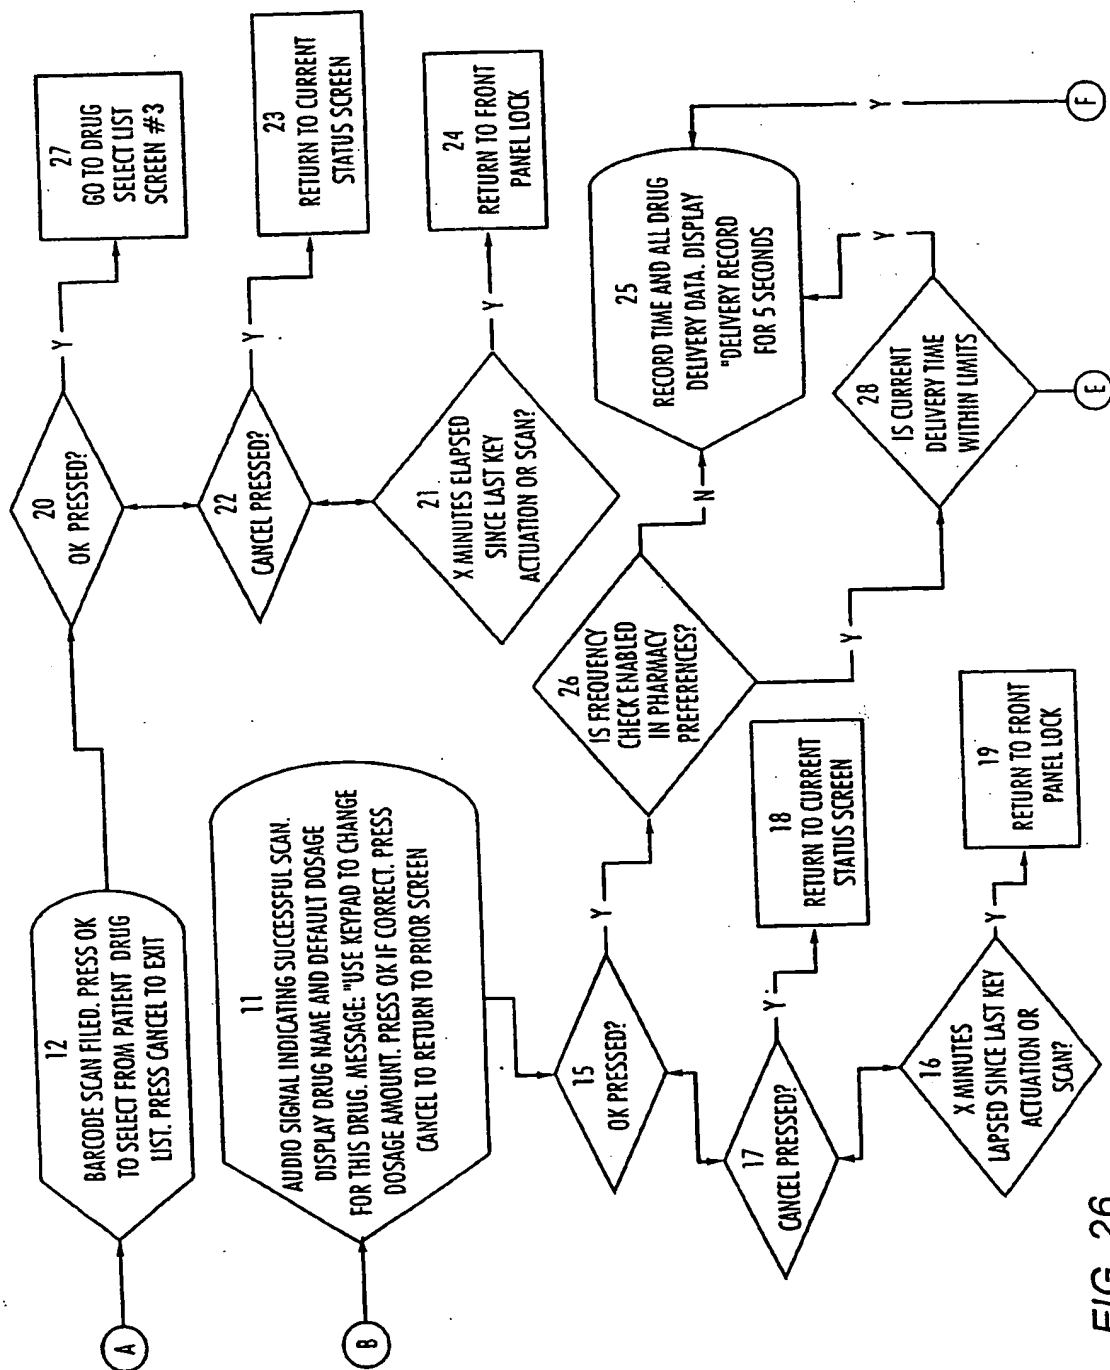 A
12
BARCODE SCAN FILED. PRESS OK
TO SELECT FROM PATIENT DRUG
LIST. PRESS CANCEL TO EXIT
20
OK PRESSED?
Y
27
GO TO DRUG
SELECT LIST
SCREEN #3
22
CANCEL PRESSED?
Y
23
RETURN TO CURRENT
STATUS SCREEN
21
X MINUTES ELAPSED
SINCE LAST KEY
ACTUATION OR SCAN?
Y
24
RETURN TO FRONT
PANEL LOCK
B
11
AUDIO SIGNAL INDICATING SUCCESSFUL SCAN.
DISPLAY DRUG NAME AND DEFAULT DOSAGE
FOR THIS DRUG. MESSAGE: "USE KEYPAD TO CHANGE
DOSAGE AMOUNT. PRESS OK IF CORRECT. PRESS
CANCEL TO RETURN TO PRIOR SCREEN
15
OK PRESSED?
Y
26
IS FREQUENCY
CHECK ENABLED
IN PHARMACY
PREFERENCES?
N
Y
25
RECORD TIME AND ALL DRUG
DELIVERY DATA. DISPLAY
"DELIVERY RECORD
FOR 5 SECONDS
Y
F
28
IS CURRENT
DELIVERY TIME
WITHIN LIMITS
Y
E
17
CANCEL PRESSED?
Y
18
RETURN TO CURRENT
STATUS SCREEN
16
X MINUTES
LAPSED SINCE LAST KEY
ACTUATION OR
SCAN?
Y
19
RETURN TO FRONT
PANEL LOCK
FIG. 26